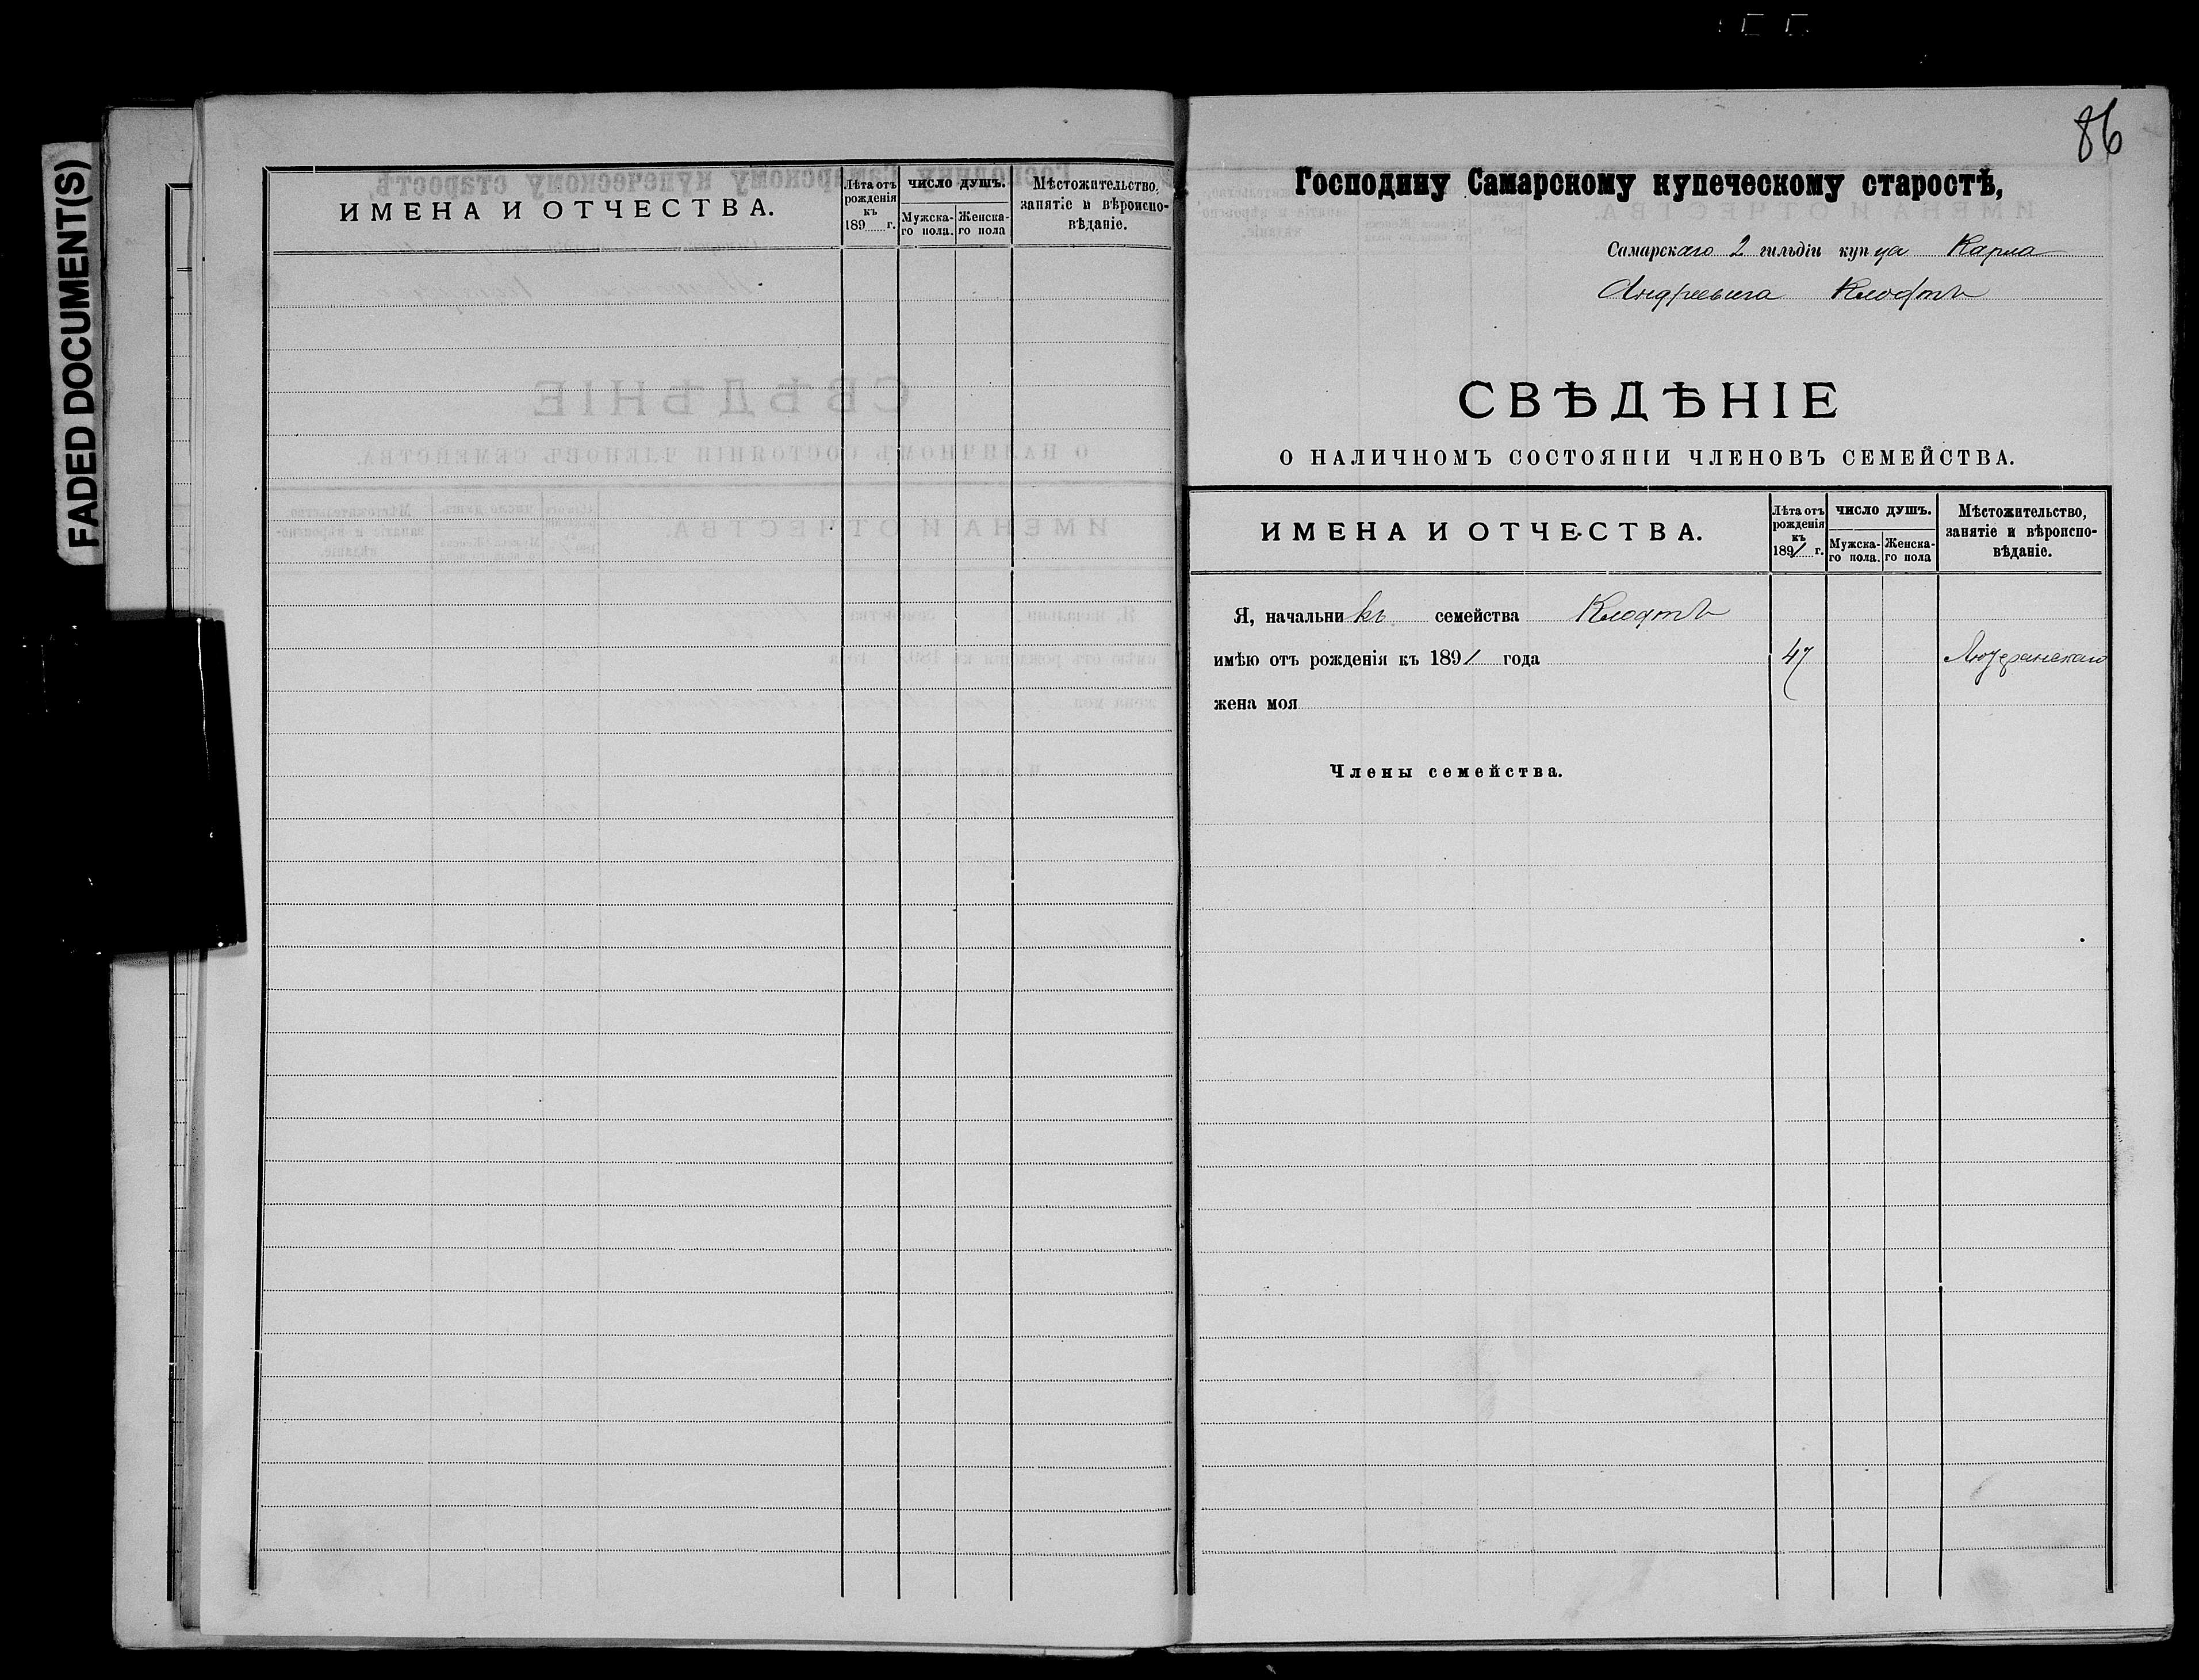 FADED DOCUMENT(S)
ИМЕНА И ОТЧЕСТВА.
Лѣта отъ рожденія къ 189 г.
ЧИСЛО ДУШЪ.
Мужска-го пола.
Женска-го пола
Мѣстожительство, занятіе и вѣроиспо-вѣданіе.
86
Господину Самарскому купеческому старостѣ,
Самарскаго 2 гильдіи купца Карла
Андреевича Клодтъ
СВѢДѢНІЕ
О НАЛИЧНОМЪ СОСТОЯНІИ ЧЛЕНОВЪ СЕМЕЙСТВА.
ИМЕНА И ОТЧЕСТВА.
Лѣта отъ рожденія къ 1891 г.
ЧИСЛО ДУШЪ.
Мужска-го пола.
Женска-го пола
Мѣстожительство, занятіе и вѣроиспо-вѣданіе.
Я, начальникъ семейства Клодтъ
имѣю отъ рожденія къ 1891 года 47 Лютеранскаго
жена моя
Члены семейства.